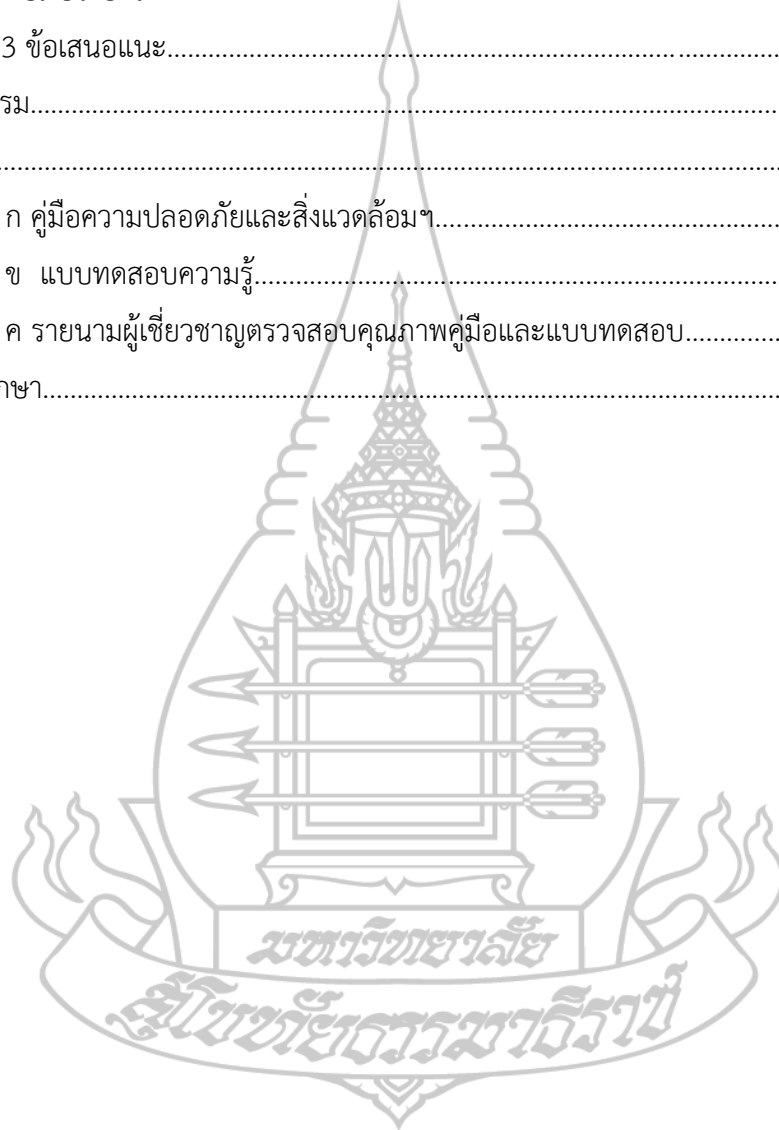 3 ข้อเสนอแนะ
รม
ก คู่มือความปลอดภัยและสิ่งแวดล้อมฯ
ข แบบทดสอบความรู้
ค รายนามผู้เชี่ยวชาญตรวจสอบคุณภาพคู่มือและแบบทดสอบ
กษา
มหาวิทยาลัย
สุโขทัยธรรมาธิราช